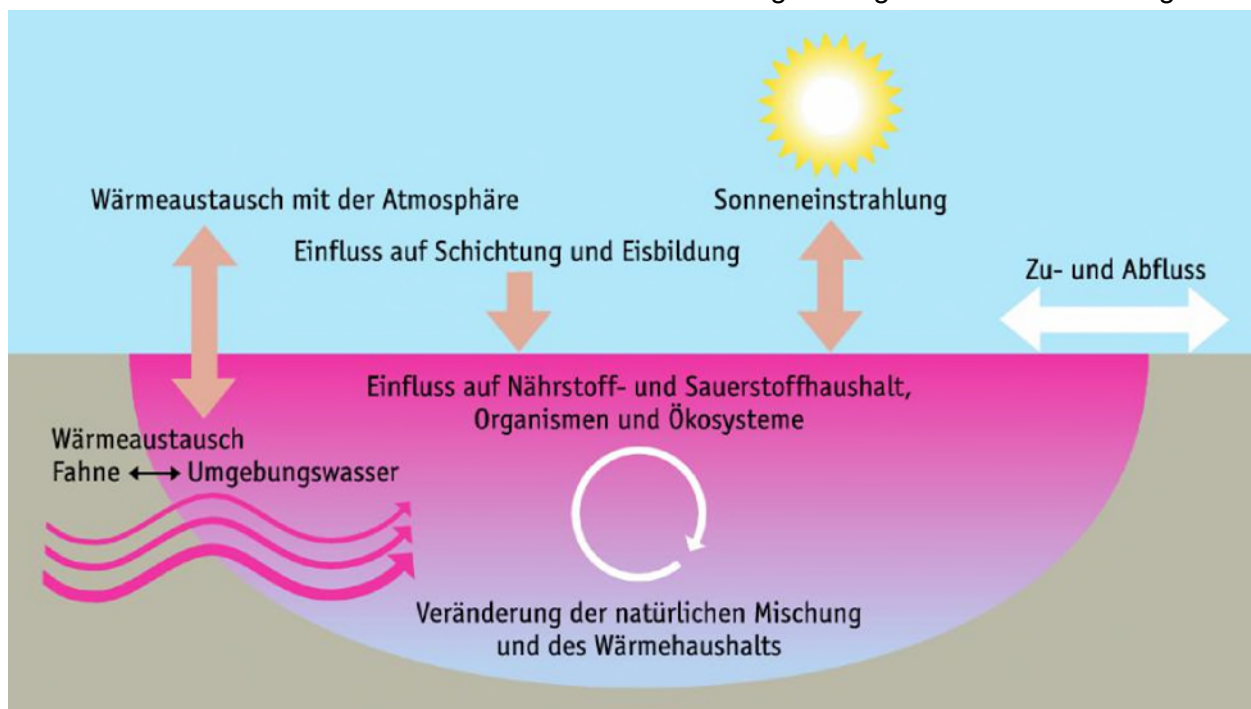 Wärmeaustausch mit der Atmosphäre
Sonneneinstrahlung
Einfluss auf Schichtung und Eisbildung
Zu- und Abfluss
Einfluss auf Nährstoff- und Sauerstoffhaushalt,
Organismen und Ökosysteme
Wärmeaustausch
Fahne ↔ Umgebungswasser
Veränderung der natürlichen Mischung
und des Wärmehaushalts